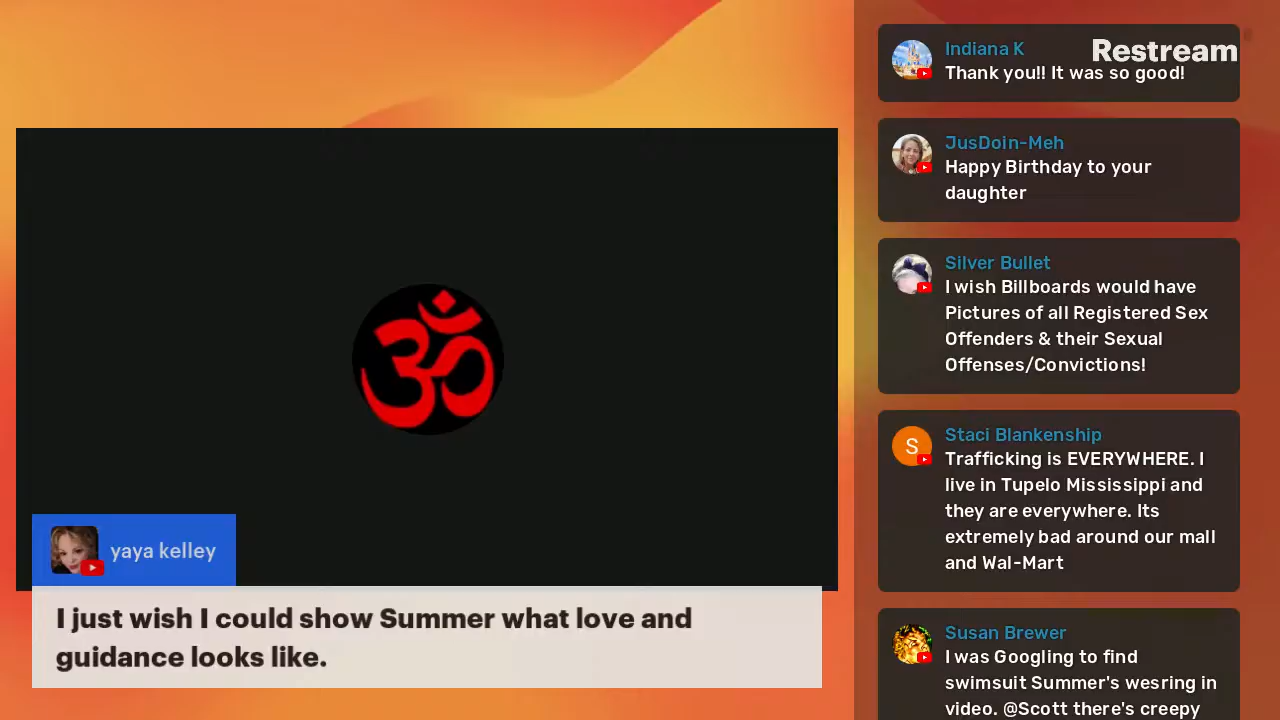 Restream
Indiana K
Thank you!! It was so good!
JusDoin-Meh
Happy Birthday to your
daughter
Silver Bullet
I wish Billboards would have
Pictures of all Registered Sex
Offenders & their Sexual
Offenses/Convictions!
S
Staci Blankenship
Trafficking is EVERYWHERE. I
live in Tupelo Mississippi and
they are everywhere. Its
extremely bad around our mall
and Wal-Mart
Susan Brewer
I was Googling to find
swimsuit Summer's wesring in
video. @Scott there's creepy
ॐ
yaya kelley
I just wish I could show Summer what love and
guidance looks like.